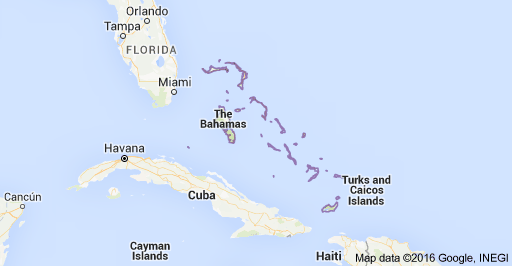 Orlando
Tampa
FLORIDA
Miami
The
Bahamas
Havana
Cancún
Cuba
Turks and
Caicos
Islands
Cayman
Islands
Haiti
Map data ©2016 Google, INEGI